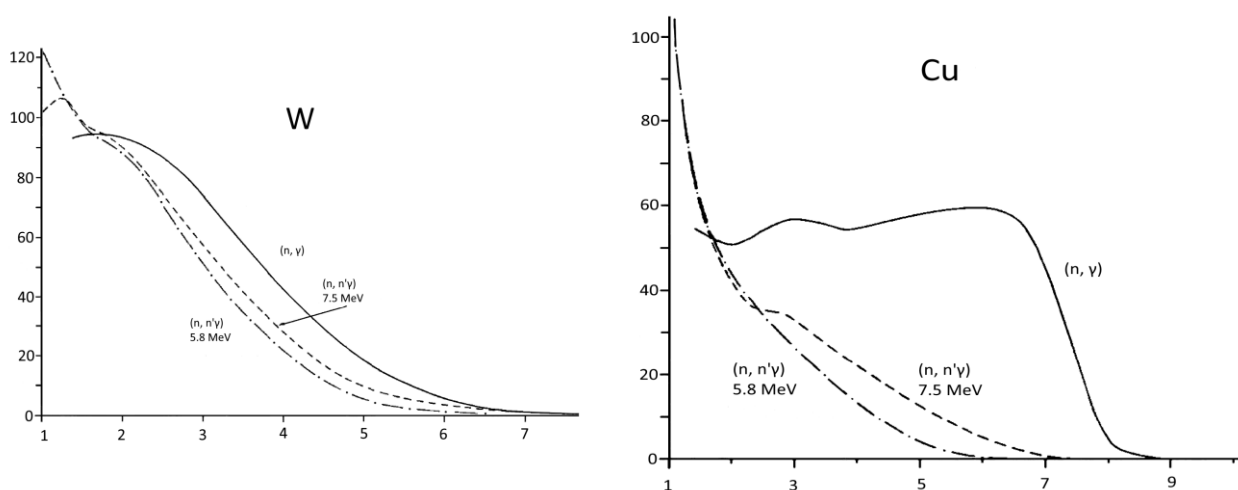 W
120
100
80
60
40
20
0
1 2 3 4 5 6 7
(n, γ)
(n, n'γ)
7.5 MeV
(n, n'γ)
5.8 MeV
Cu
100
80
60
40
20
0
1 3 5 7 9
(n, γ)
(n, n'γ)
5.8 MeV
(n, n'γ)
7.5 MeV